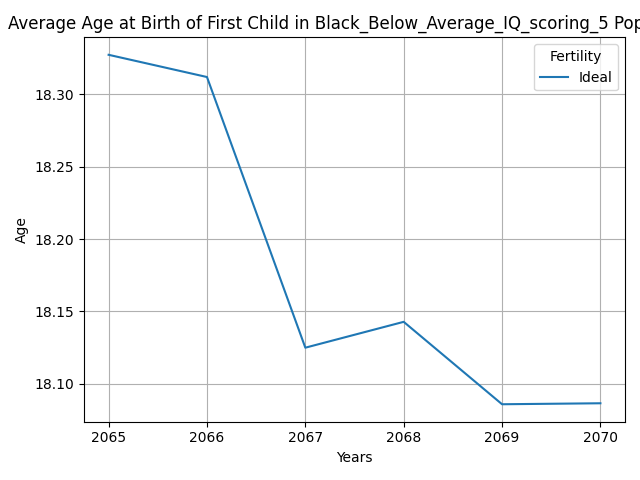 Average Age at Birth of First Child in Black_Below_Average_IQ_scoring_5 Pop
Fertility
Ideal
18.30
18.25
18.20
18.15
18.10
Age
2065 2066 2067 2068 2069 2070
Years